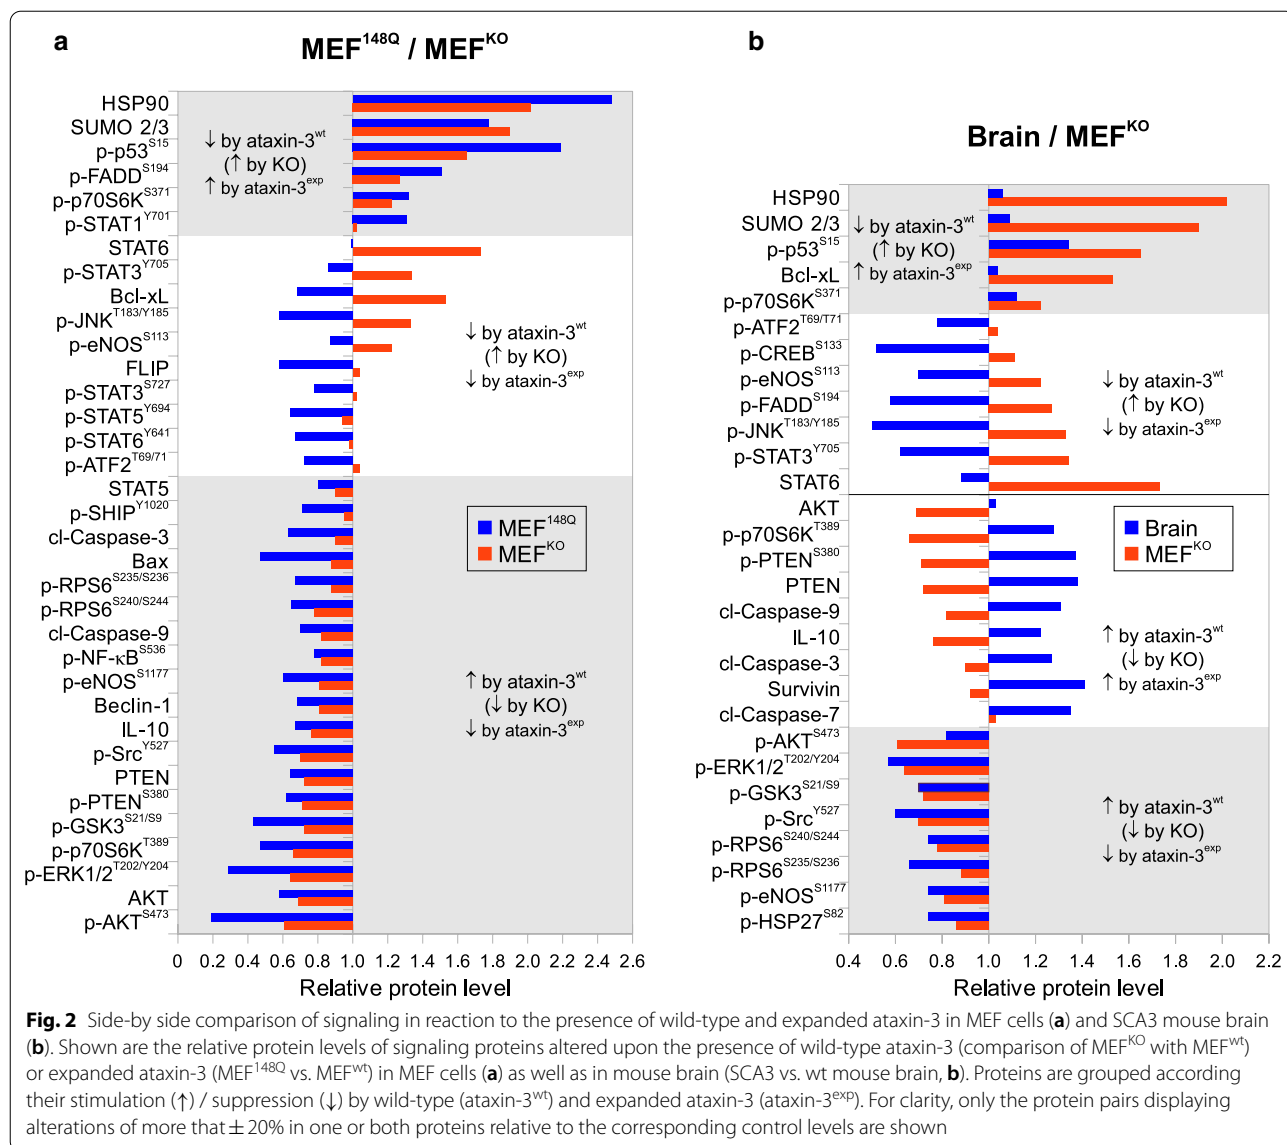 a
MEF148Q / MEFKO
HSP90
SUMO 2/3
p-p53S15
p-FADDS194
p-p70S6KS371
p-STAT1Y701
STAT6
p-STAT3Y705
Bcl-xL
p-JNKT183/Y185
p-eNOSS113
FLIP
p-STAT3S727
p-STAT5Y694
p-STAT6Y641
p-ATF2T69/71
STAT5
p-SHIPY1020
cl-Caspase-3
Bax
p-RPS6S235/S236
p-RPS6S240/S244
cl-Caspase-9
p-NF-κBS536
p-eNOSS1177
Beclin-1
IL-10
p-SrcY527
PTEN
p-PTENS380
p-GSK3S21/S9
p-p70S6KT389
p-ERK1/2T202/Y204
AKT
p-AKTS473
↓ by ataxin-3wt
(↑ by KO)
↑ by ataxin-3exp
↓ by ataxin-3wt
(↑ by KO)
↓ by ataxin-3exp
MEF148Q
MEFKO
↑ by ataxin-3wt
(↓ by KO)
↓ by ataxin-3exp
0 0.2 0.4 0.6 0.8 1.0 1.2 1.4 1.6 1.8 2.0 2.2 2.4 2.6
Relative protein level
b
Brain / MEFKO
HSP90
SUMO 2/3
p-p53S15
Bcl-xL
p-p70S6KS371
p-ATF2T69/T71
p-CREBS133
p-eNOSS113
p-FADDS194
p-JNKT183/Y185
p-STAT3Y705
STAT6
AKT
p-p70S6KT389
p-PTENS380
PTEN
cl-Caspase-9
IL-10
cl-Caspase-3
Survivin
cl-Caspase-7
p-AKTS473
p-ERK1/2T202/Y204
p-GSK3S21/S9
p-SrcY527
p-RPS6S240/S244
p-RPS6S235/S236
p-eNOSS1177
p-HSP27S82
↓ by ataxin-3wt
(↑ by KO)
↑ by ataxin-3exp
↓ by ataxin-3wt
(↑ by KO)
↓ by ataxin-3exp
Brain
MEFKO
↑ by ataxin-3wt
(↓ by KO)
↑ by ataxin-3exp
↑ by ataxin-3wt
(↓ by KO)
↓ by ataxin-3exp
0.4 0.6 0.8 1.0 1.2 1.4 1.6 1.8 2.0 2.2
Relative protein level
Fig. 2 Side-by side comparison of signaling in reaction to the presence of wild-type and expanded ataxin-3 in MEF cells (a) and SCA3 mouse brain
(b). Shown are the relative protein levels of signaling proteins altered upon the presence of wild-type ataxin-3 (comparison of MEFKO with MEFwt)
or expanded ataxin-3 (MEF148Q vs. MEFwt) in MEF cells (a) as well as in mouse brain (SCA3 vs. wt mouse brain, b). Proteins are grouped according
their stimulation (↑) / suppression (↓) by wild-type (ataxin-3wt) and expanded ataxin-3 (ataxin-3exp). For clarity, only the protein pairs displaying
alterations of more that ± 20% in one or both proteins relative to the corresponding control levels are shown